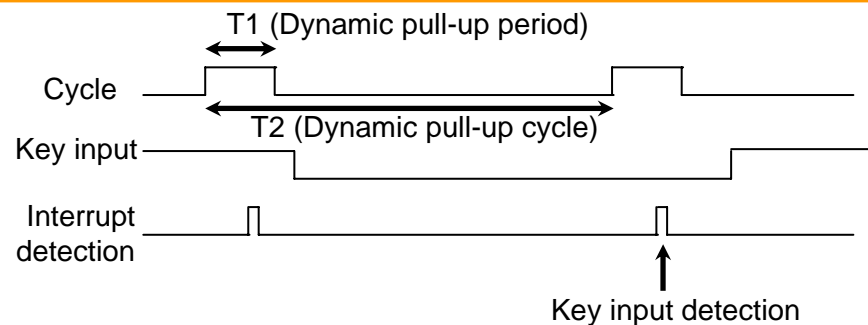 T1 (Dynamic pull-up period)
Cycle
T2 (Dynamic pull-up cycle)
Key input
Interrupt
detection
Key input detection